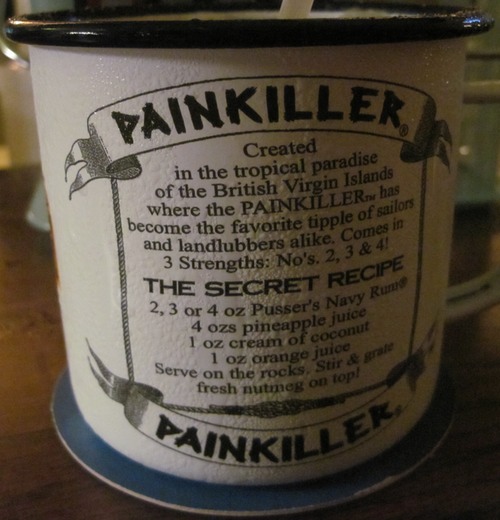 PAINKILLER®
Created
in the tropical paradise
of the British Virgin Islands
where the PAINKILLER™ has
become the favorite tipple of sailors
and landlubbers alike. Comes in
3 Strengths: No's. 2, 3 & 4!
THE SECRET RECIPE
2, 3 or 4 oz Pusser's Navy Rum®
4 ozs pineapple juice
1 oz cream of coconut
1 oz orange juice
Serve on the rocks. Stir & grate
fresh nutmeg on top!
PAINKILLER®